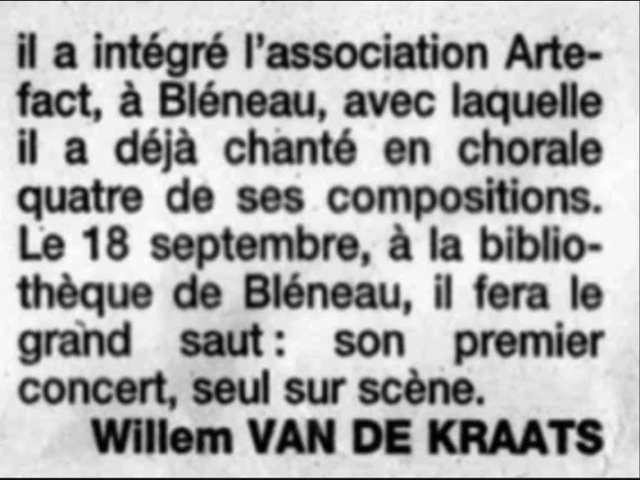 il a intégré l'association Arte-
fact, à Bléneau, avec laquelle
il a déjà chanté en chorale
quatre de ses compositions.
Le 18 septembre, à la biblio-
thèque de Bléneau, il fera le
grand saut : son premier
concert, seul sur scène.
Willem VAN DE KRAATS